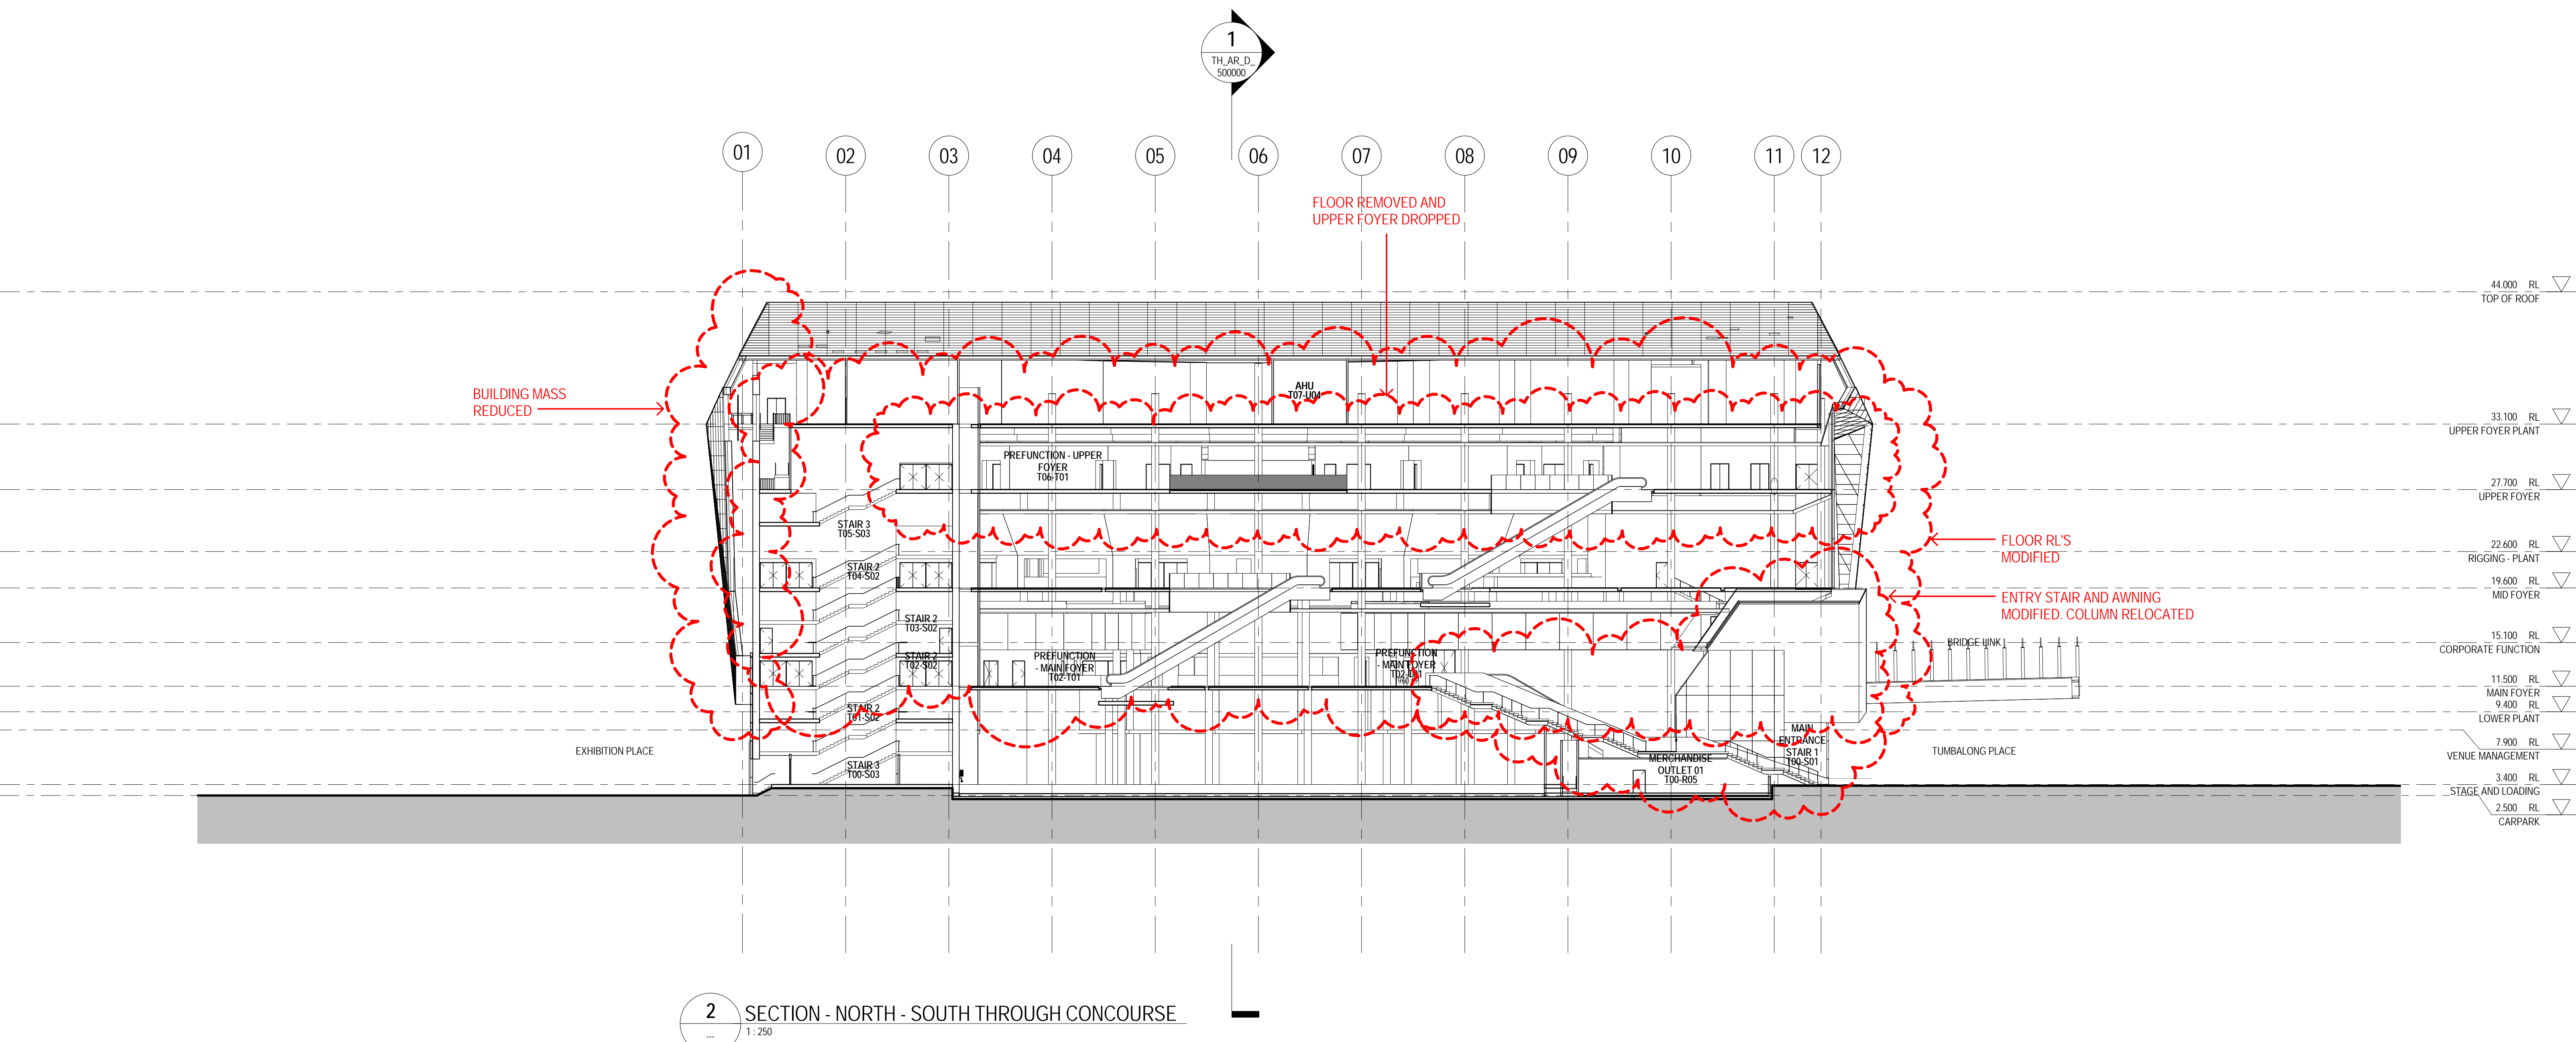 1
TH_AR_D_
500000
01
02
03
04
05
06
07
08
09
10
11
12
FLOOR REMOVED AND
UPPER FOYER DROPPED
44.000 RL
TOP OF ROOF
BUILDING MASS
REDUCED
AHU
T07-U04
33.100 RL
UPPER FOYER PLANT
PREFUNCTION - UPPER
FOYER
T06-T01
27.700 RL
UPPER FOYER
STAIR 3
T05-S03
FLOOR RL'S
MODIFIED
22.600 RL
RIGGING - PLANT
STAIR 2
T04-S02
19.600 RL
MID FOYER
ENTRY STAIR AND AWNING
MODIFIED. COLUMN RELOCATED
STAIR 2
T03-S02
BRIDGE LINK
15.100 RL
CORPORATE FUNCTION
STAIR 2
T02-S02
PREFUNCTION
- MAIN FOYER
T02-T01
PREFUNCTION
- MAIN FOYER
T02-T01
11.500 RL
MAIN FOYER
9.400 RL
LOWER PLANT
STAIR 2
T01-S02
MAIN
ENTRANCE-
STAIR 1
T00-S01
EXHIBITION PLACE
TUMBALONG PLACE
7.900 RL
VENUE MANAGEMENT
STAIR 3
T00-S03
MERCHANDISE
OUTLET 01
T00-R05
3.400 RL
STAGE AND LOADING
2.500 RL
CARPARK
2
---
SECTION - NORTH - SOUTH THROUGH CONCOURSE
1 : 250